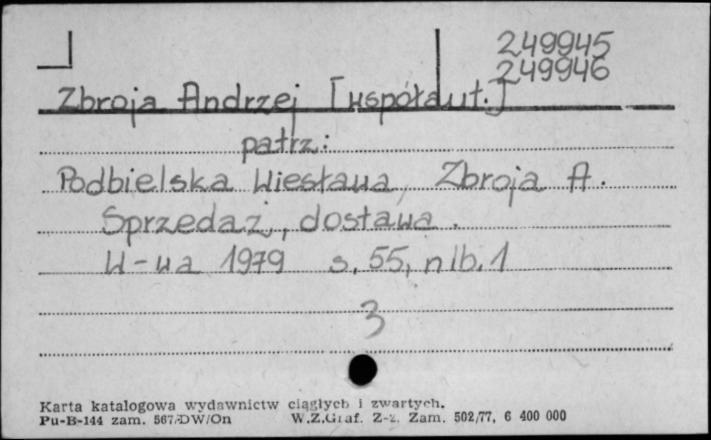 249945
249946
Zbroja Andrzej [współaut.]
patrz:
Podbielska Wiesława, Zbroja A.
Sprzedaż, dostawa.
W-wa 1979 s. 55, nlb. 1
3
Karta katalogowa wydawnictw ciągłych i zwartych.
Pu-B-144 zam. 567/DW/On W.Z.Graf. Z-z. Zam. 502/77, 6 400 000